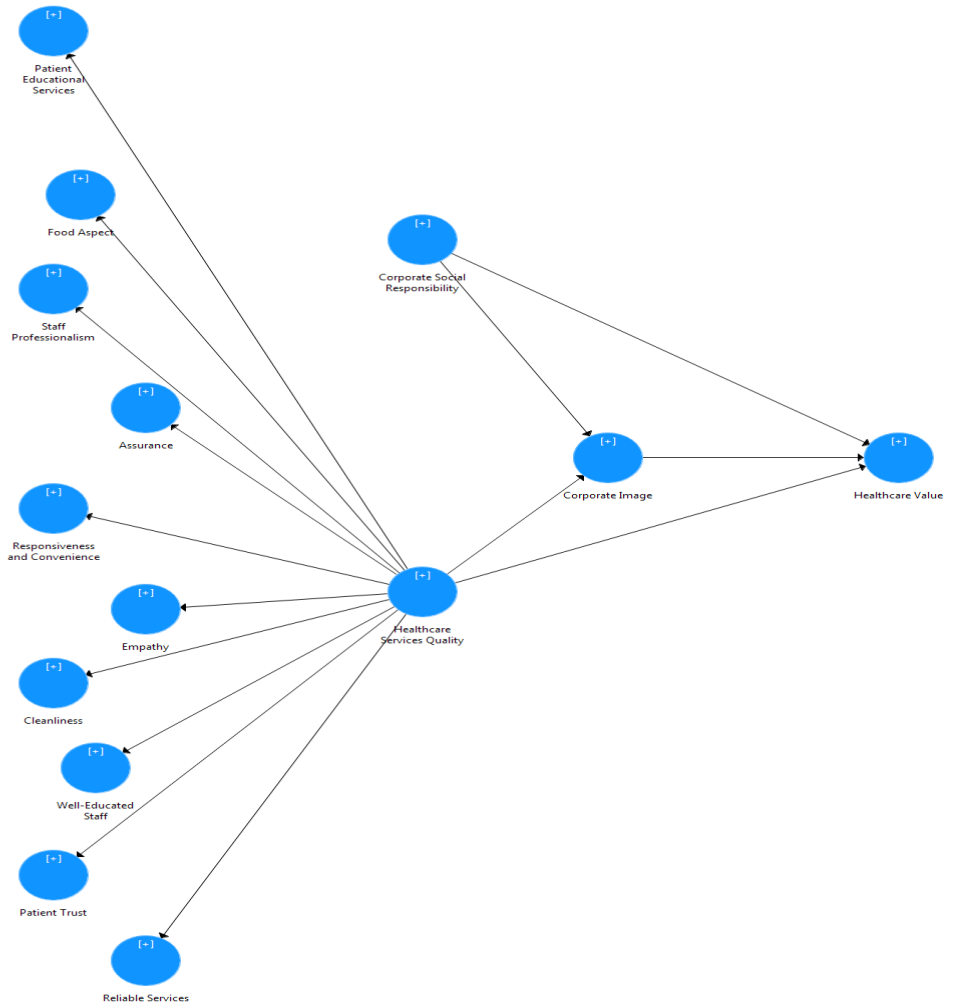 [+]
Patient
Educational
Services
[+]
Food Aspect
[+]
Corporate Social
Responsibility
[+]
Staff
Professionalism
[+]
Assurance
[+]
Corporate Image
[+]
Healthcare Value
[+]
Responsiveness
and Convenience
[+]
Healthcare
Services Quality
[+]
Empathy
[+]
Cleanliness
[+]
Well-Educated
Staff
[+]
Patient Trust
[+]
Reliable Services